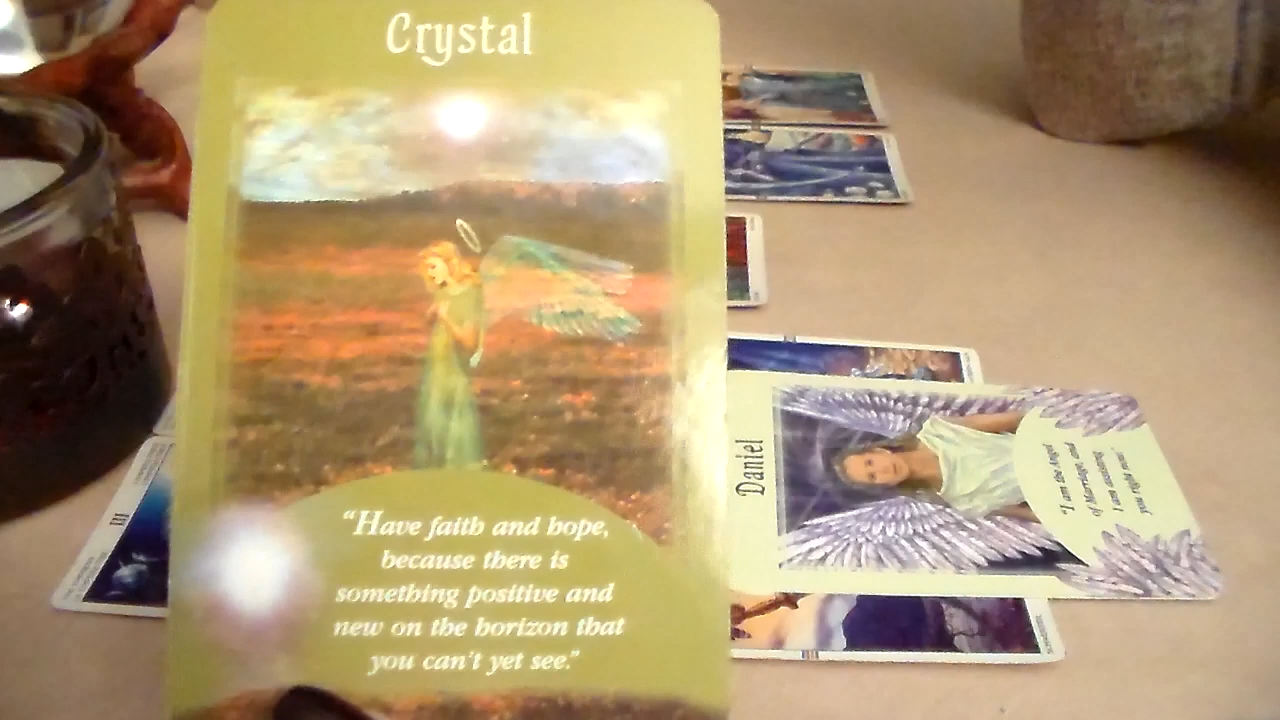 Crystal
"Have faith and hope,
because there is
something positive and
new on the horizon that
you can't yet see."
Daniel
"I am the Angel
of Marriage, and
I am assisting
you right now."
III